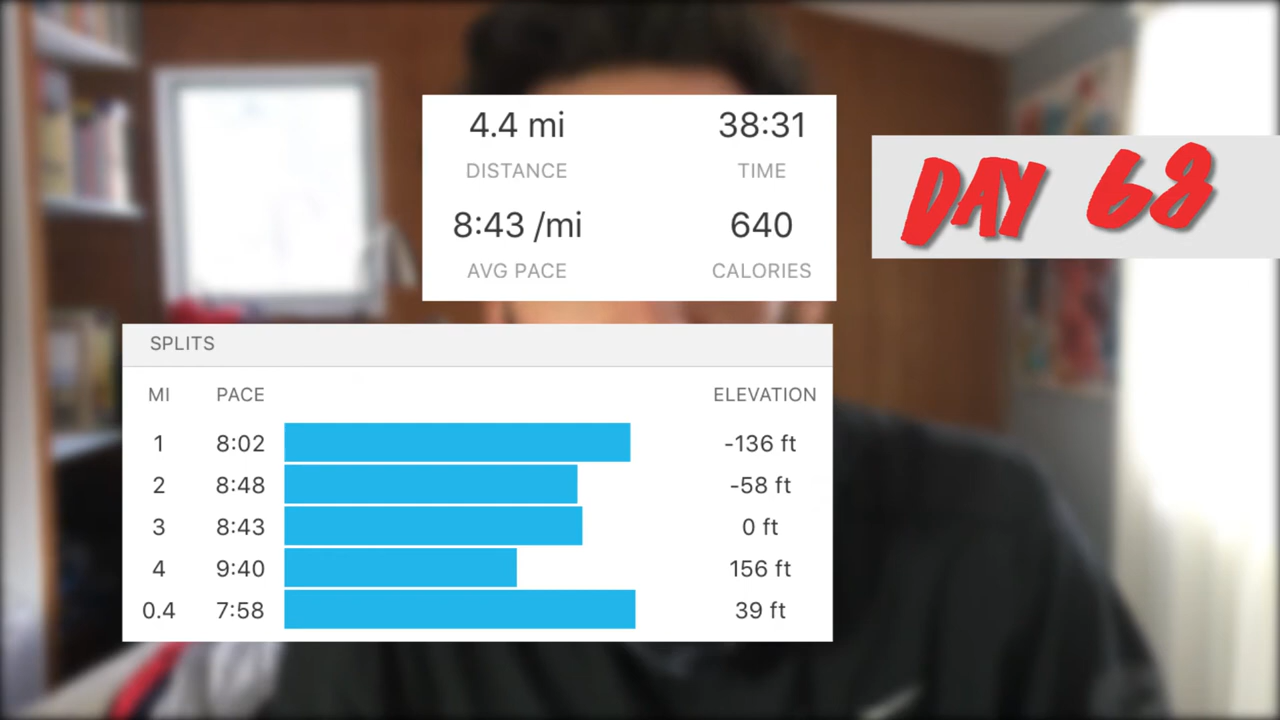 4.4 mi 38:31
DISTANCE TIME
8:43 /mi 640
AVG PACE CALORIES
DAY 68
SPLITS
MI PACE ELEVATION
1 8:02 -136 ft
2 8:48 -58 ft
3 8:43 0 ft
4 9:40 156 ft
0.4 7:58 39 ft